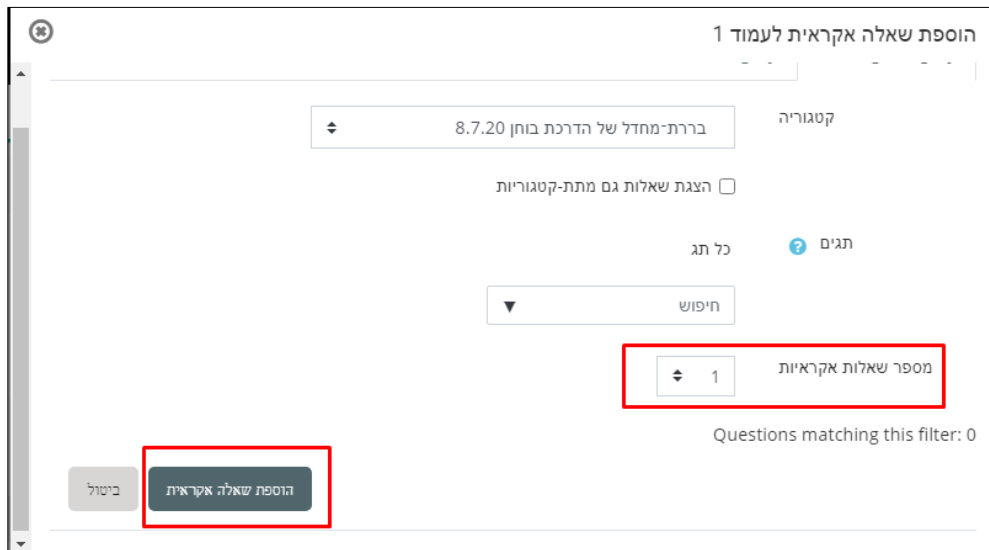 הוספת שאלה אקראית לעמוד 1
קטגוריה
בררת־מחדל של הדרכת בוחן 8.7.20
הצגת שאלות גם מתת-קטגוריות
תגים
?
כל תג
חיפוש
מספר שאלות אקראיות
1
Questions matching this filter: 0
הוספת שאלה אקראית
ביטול